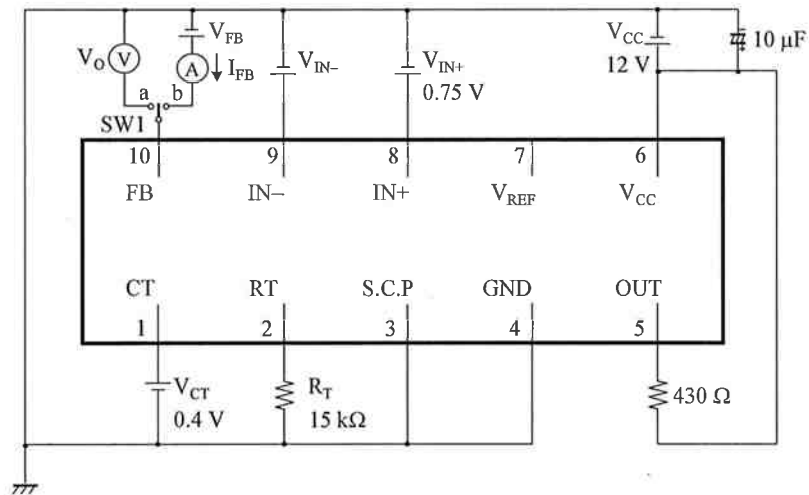 V_FB
V_O
V
A
I_FB
a b
SW1
V_IN−
V_IN+
0.75 V
V_CC
12 V
10 µF
10 9 8 7 6
FB IN− IN+ V_REF V_CC
CT RT S.C.P GND OUT
1 2 3 4 5
V_CT
0.4 V
R_T
15 kΩ
430 Ω